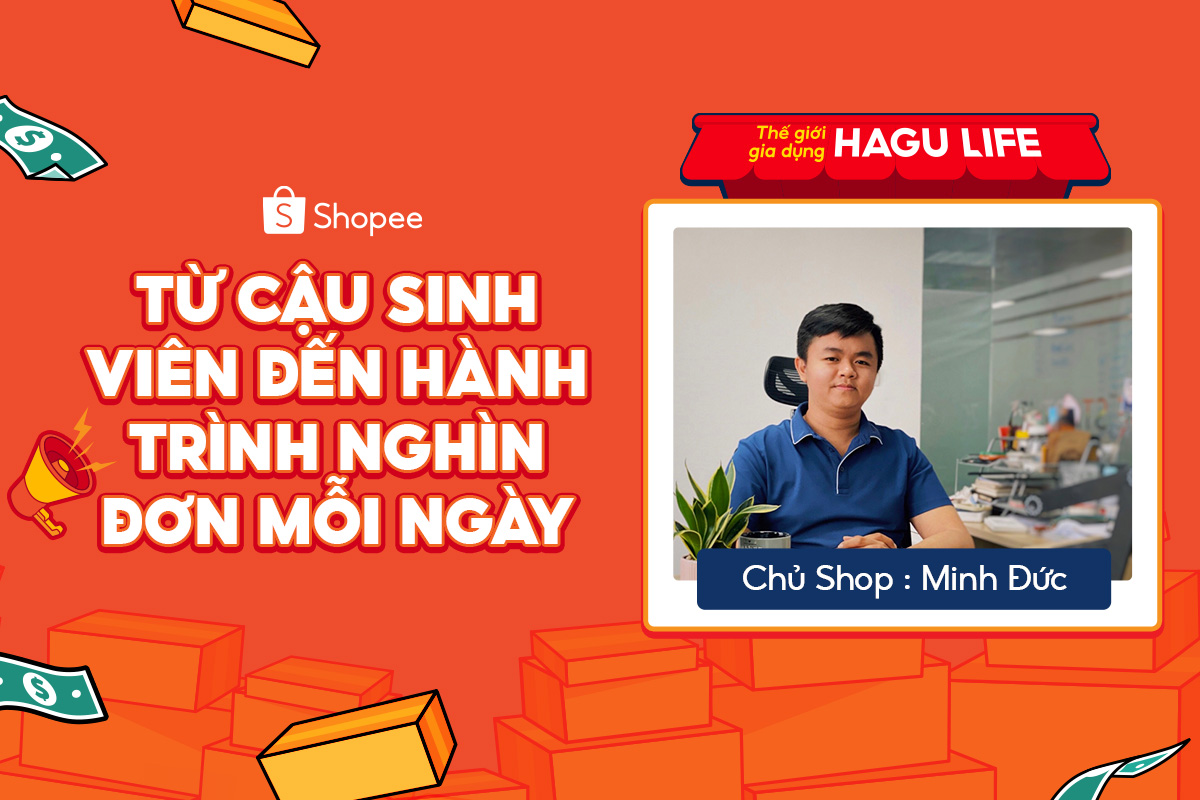 Shopee
TỪ CẬU SINH
VIÊN ĐẾN HÀNH
TRÌNH NGHÌN
ĐƠN MỖI NGÀY
Thế giới
gia dụng
HAGU LIFE
Chủ Shop : Minh Đức